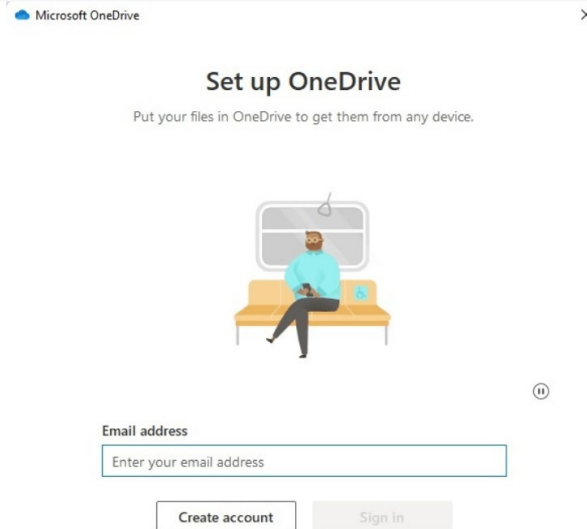 Microsoft OneDrive
Set up OneDrive
Put your files in OneDrive to get them from any device.
Email address
Enter your email address
Create account
Sign in